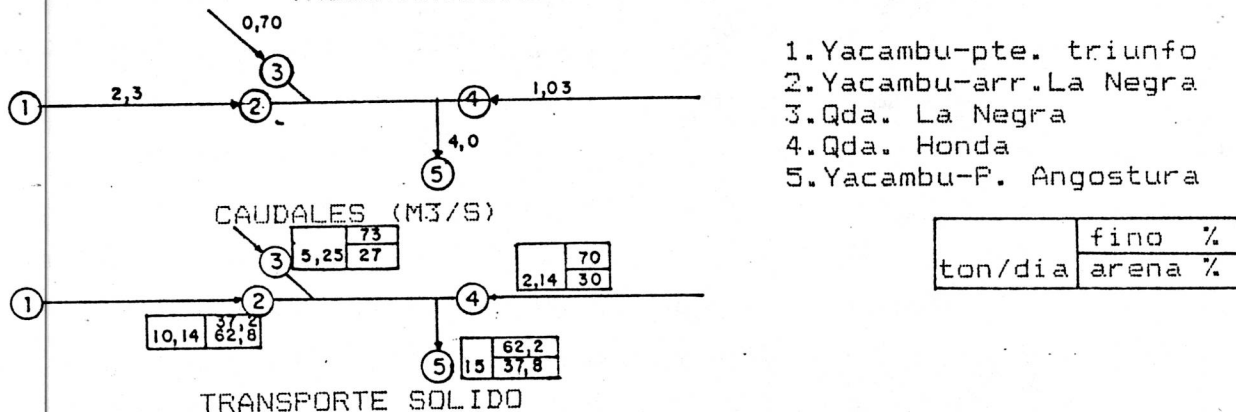 0,70
3
1
2,3
2
4
1,03
4,0
5
CAUDALES (M3/S)
1.Yacambu-pte. triunfo
2.Yacambu-arr.La Negra
3.Qda. La Negra
4.Qda. Honda
5.Yacambu-P. Angostura
ton/dia fino %
arena %
3
5,25 73
27
2,14 70
30
1
2
4
10,14 37,2
62,8
5
15 62,2
37,8
TRANSPORTE SOLIDO